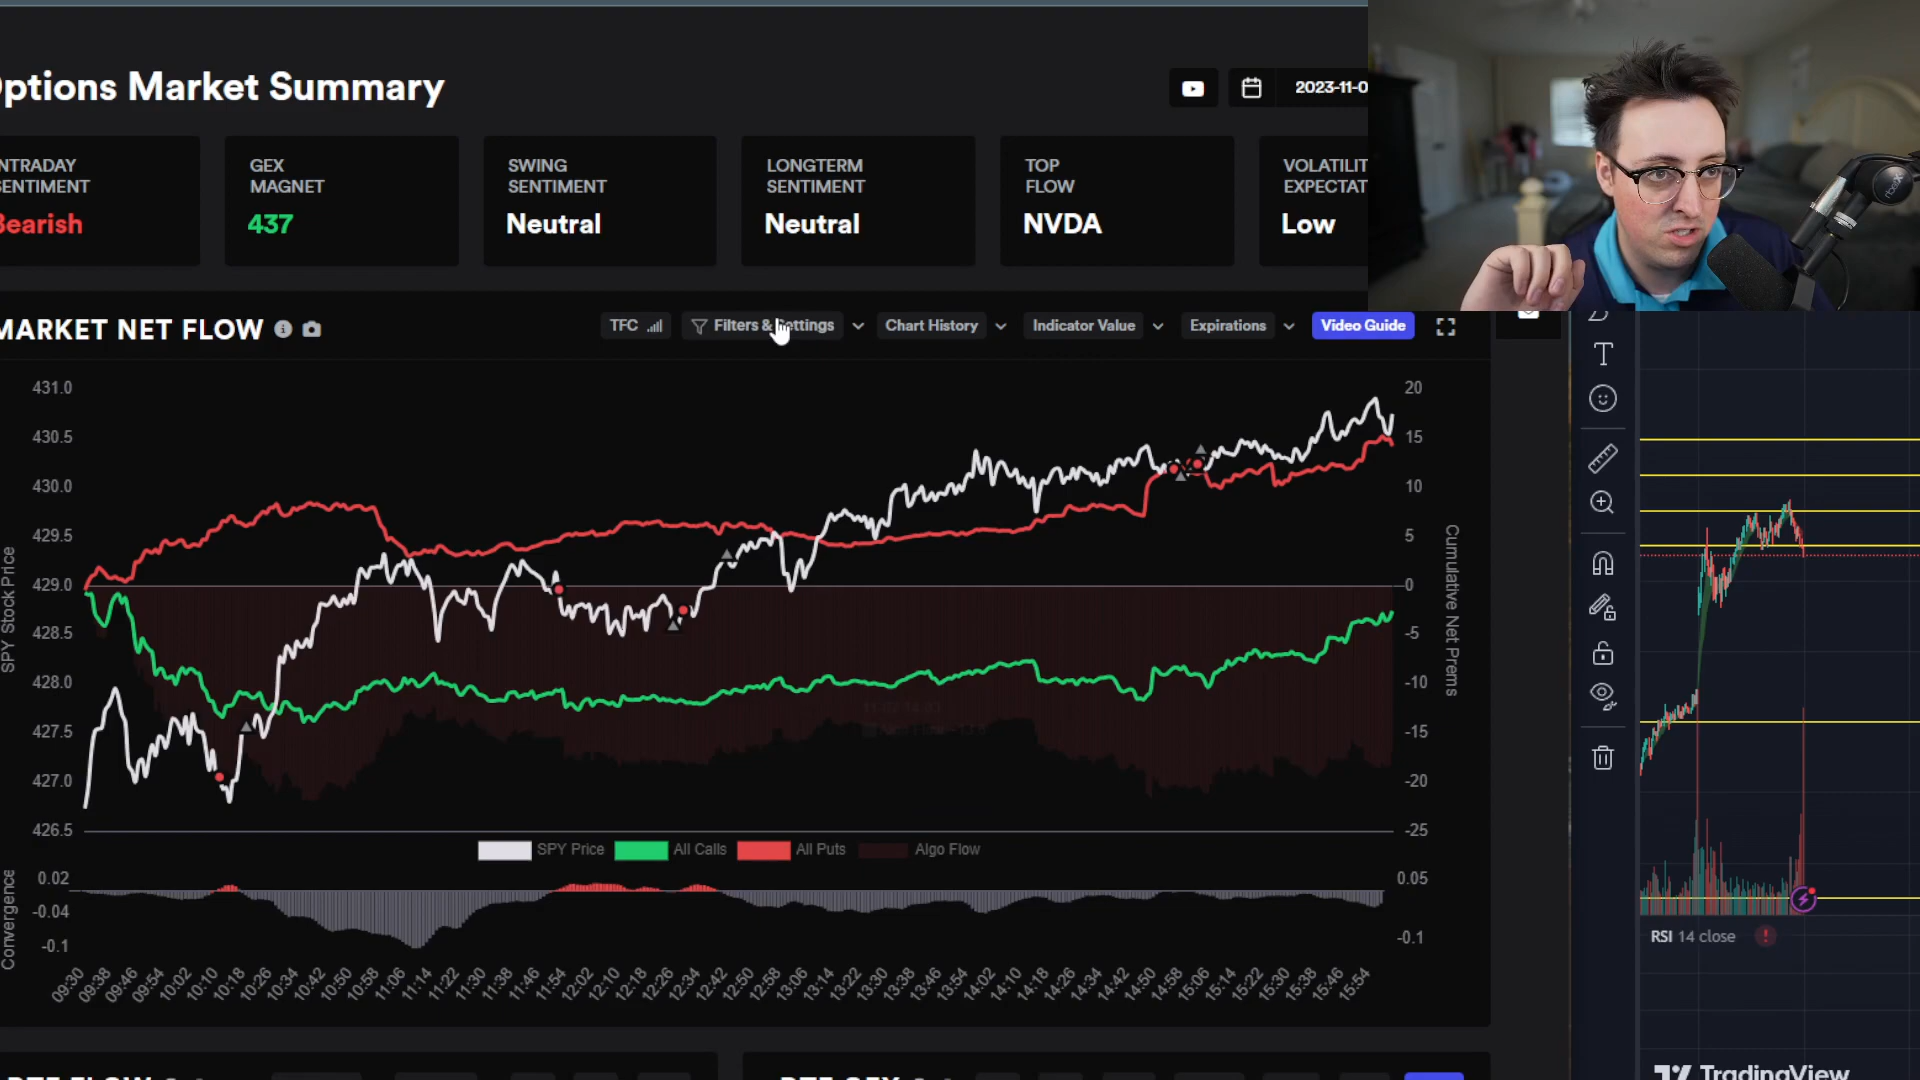 ptions Market Summary
2023-11-0
NTRADAY
ENTIMENT
Bearish
GEX
MAGNET
437
SWING
SENTIMENT
Neutral
LONGTERM
SENTIMENT
Neutral
TOP
FLOW
NVDA
VOLATILIT
EXPECTAT
Low
MARKET NET FLOW
TFC
Filters & Settings
Chart History
Indicator Value
Expirations
Video Guide
431.0
430.5
430.0
429.5
429.0
428.5
428.0
427.5
427.0
426.5
SPY Stock Price
20
15
10
5
0
-5
-10
-15
-20
-25
Cumulative Net Prems
SPY Price
All Calls
All Puts
Algo Flow
Convergence
0.02
-0.04
-0.1
0.05
-0.1
09:30 09:38 09:46 09:54 10:02 10:10 10:18 10:26 10:34 10:42 10:50 10:58 11:06 11:14 11:22 11:30 11:38 11:46 11:54 12:02 12:10 12:18 12:26 12:34 12:42 12:50 12:58 13:06 13:14 13:22 13:30 13:38 13:46 13:54 14:02 14:10 14:18 14:26 14:34 14:42 14:50 14:58 15:06 15:14 15:22 15:30 15:38 15:46 15:54
RSI 14 close
TradingView